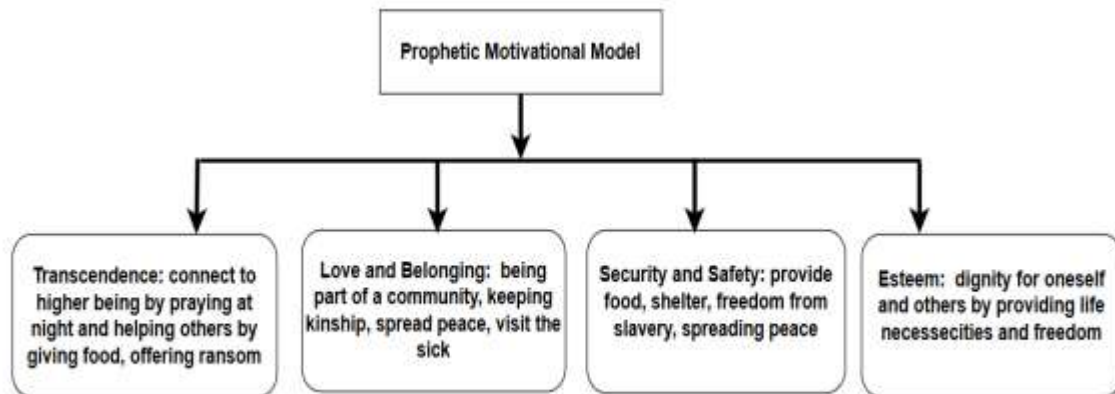 Prophetic Motivational Model
Transcendence: connect to
higher being by praying at
night and helping others by
giving food, offering ransom
Love and Belonging: being
part of a community, keeping
kinship, spread peace, visit the
sick
Security and Safety: provide
food, shelter, freedom from
slavery, spreading peace
Esteem: dignity for oneself
and others by providing life
necessecities and freedom